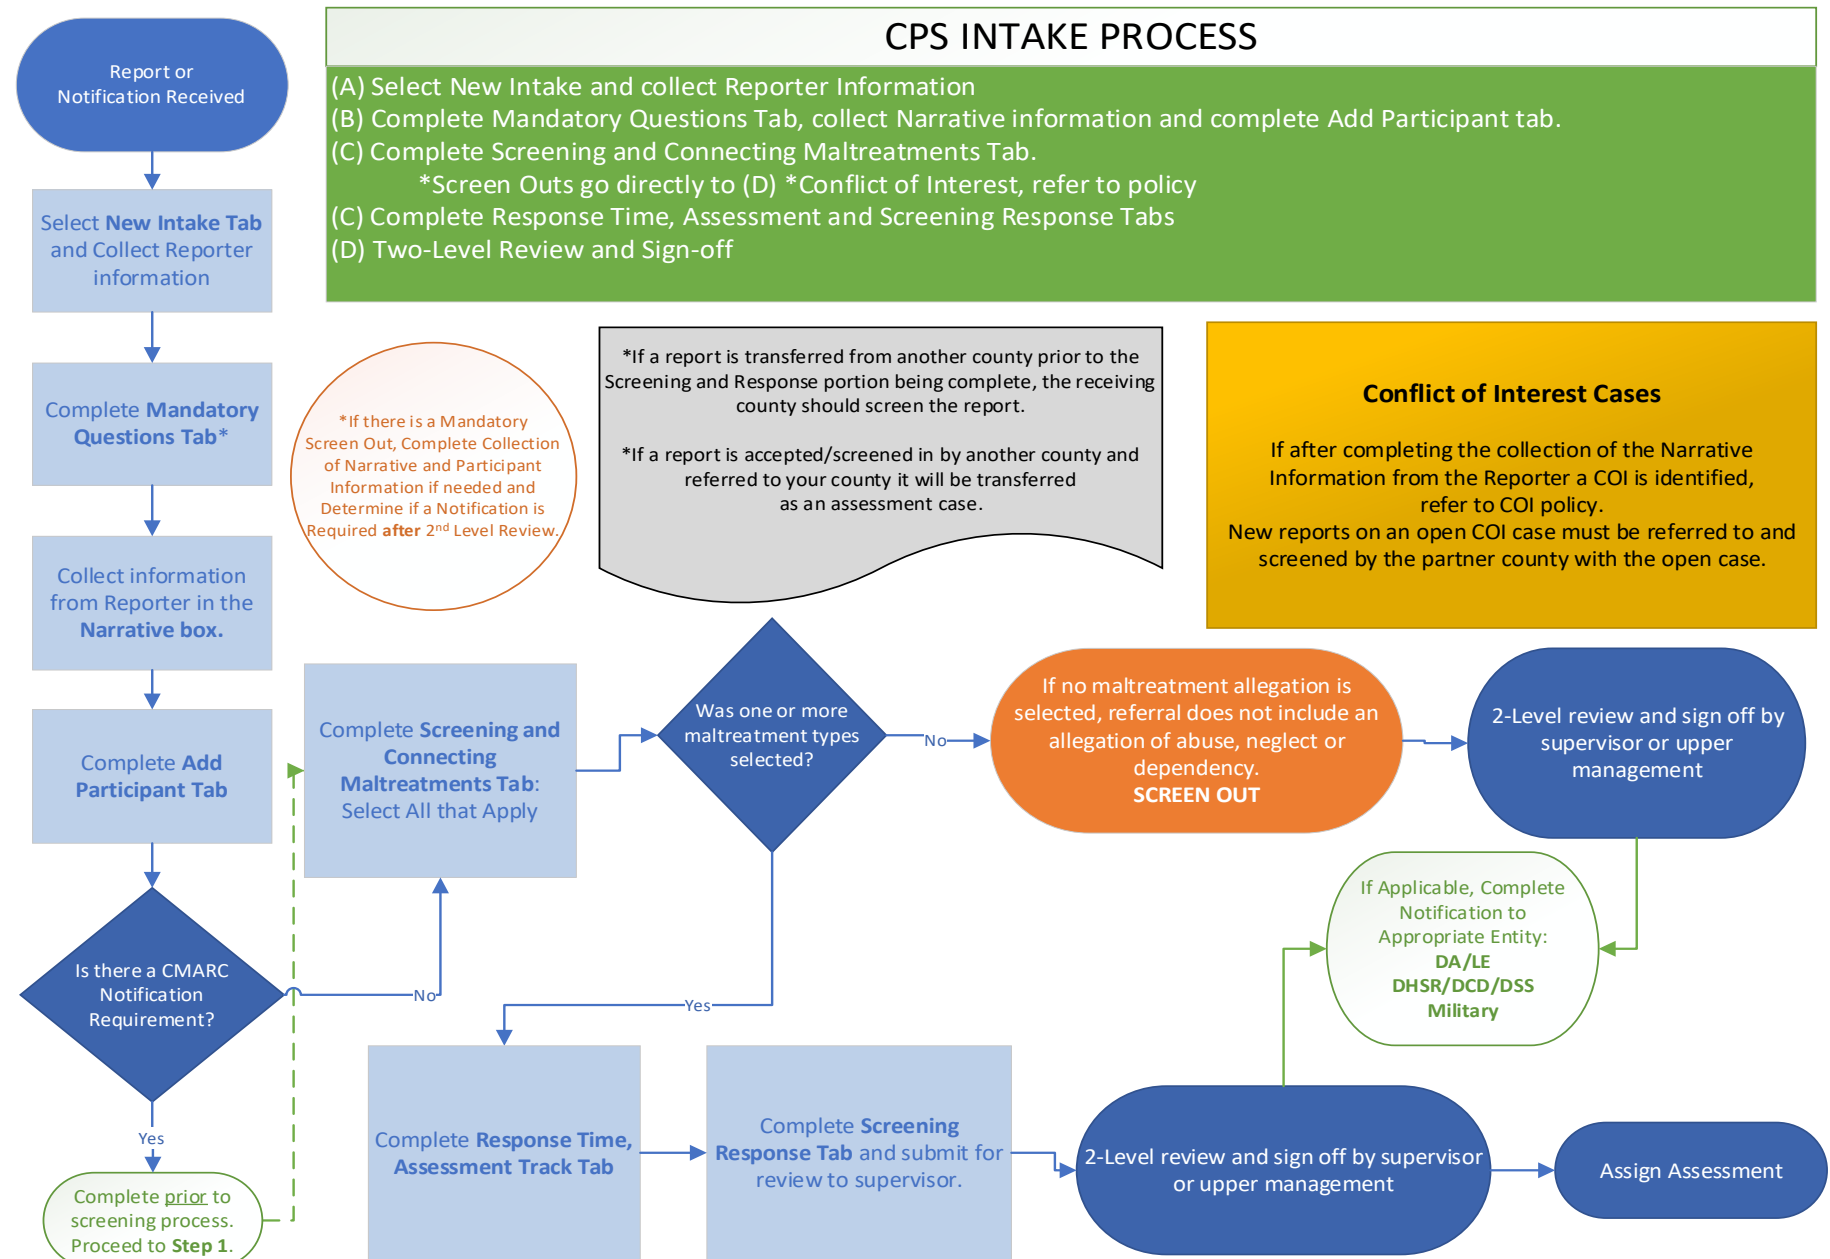 CPS INTAKE PROCESS
(A) Select New Intake and collect Reporter Information
(B) Complete Mandatory Questions Tab, collect Narrative information and complete Add Participant tab.
(C) Complete Screening and Connecting Maltreatments Tab.
*Screen Outs go directly to (D) *Conflict of Interest, refer to policy
(C) Complete Response Time, Assessment and Screening Response Tabs
(D) Two-Level Review and Sign-off
Report or
Notification Received
Select New Intake Tab
and Collect Reporter
information
Complete Mandatory
Questions Tab*
Collect information
from Reporter in the
Narrative box.
Complete Add
Participant Tab
Is there a CMARC
Notification
Requirement?
No
Yes
Complete prior to
screening process.
Proceed to Step 1.
*If there is a Mandatory
Screen Out, Complete Collection
of Narrative and Participant
Information if needed and
Determine if a Notification is
Required after 2nd Level Review.
*If a report is transferred from another county prior to the
Screening and Response portion being complete, the receiving
county should screen the report.
*If a report is accepted/screened in by another county and
referred to your county it will be transferred
as an assessment case.
Conflict of Interest Cases
If after completing the collection of the Narrative
Information from the Reporter a COI is identified,
refer to COI policy.
New reports on an open COI case must be referred to and
screened by the partner county with the open case.
Complete Screening and
Connecting
Maltreatments Tab:
Select All that Apply
Was one or more
maltreatment types
selected?
No
If no maltreatment allegation is
selected, referral does not include an
allegation of abuse, neglect or
dependency.
SCREEN OUT
2-Level review and sign off by
supervisor or upper
management
If Applicable, Complete
Notification to
Appropriate Entity:
DA/LE
DHSR/DCD/DSS
Military
Yes
Complete Response Time,
Assessment Track Tab
Complete Screening
Response Tab and submit for
review to supervisor.
2-Level review and sign off by supervisor
or upper management
Assign Assessment